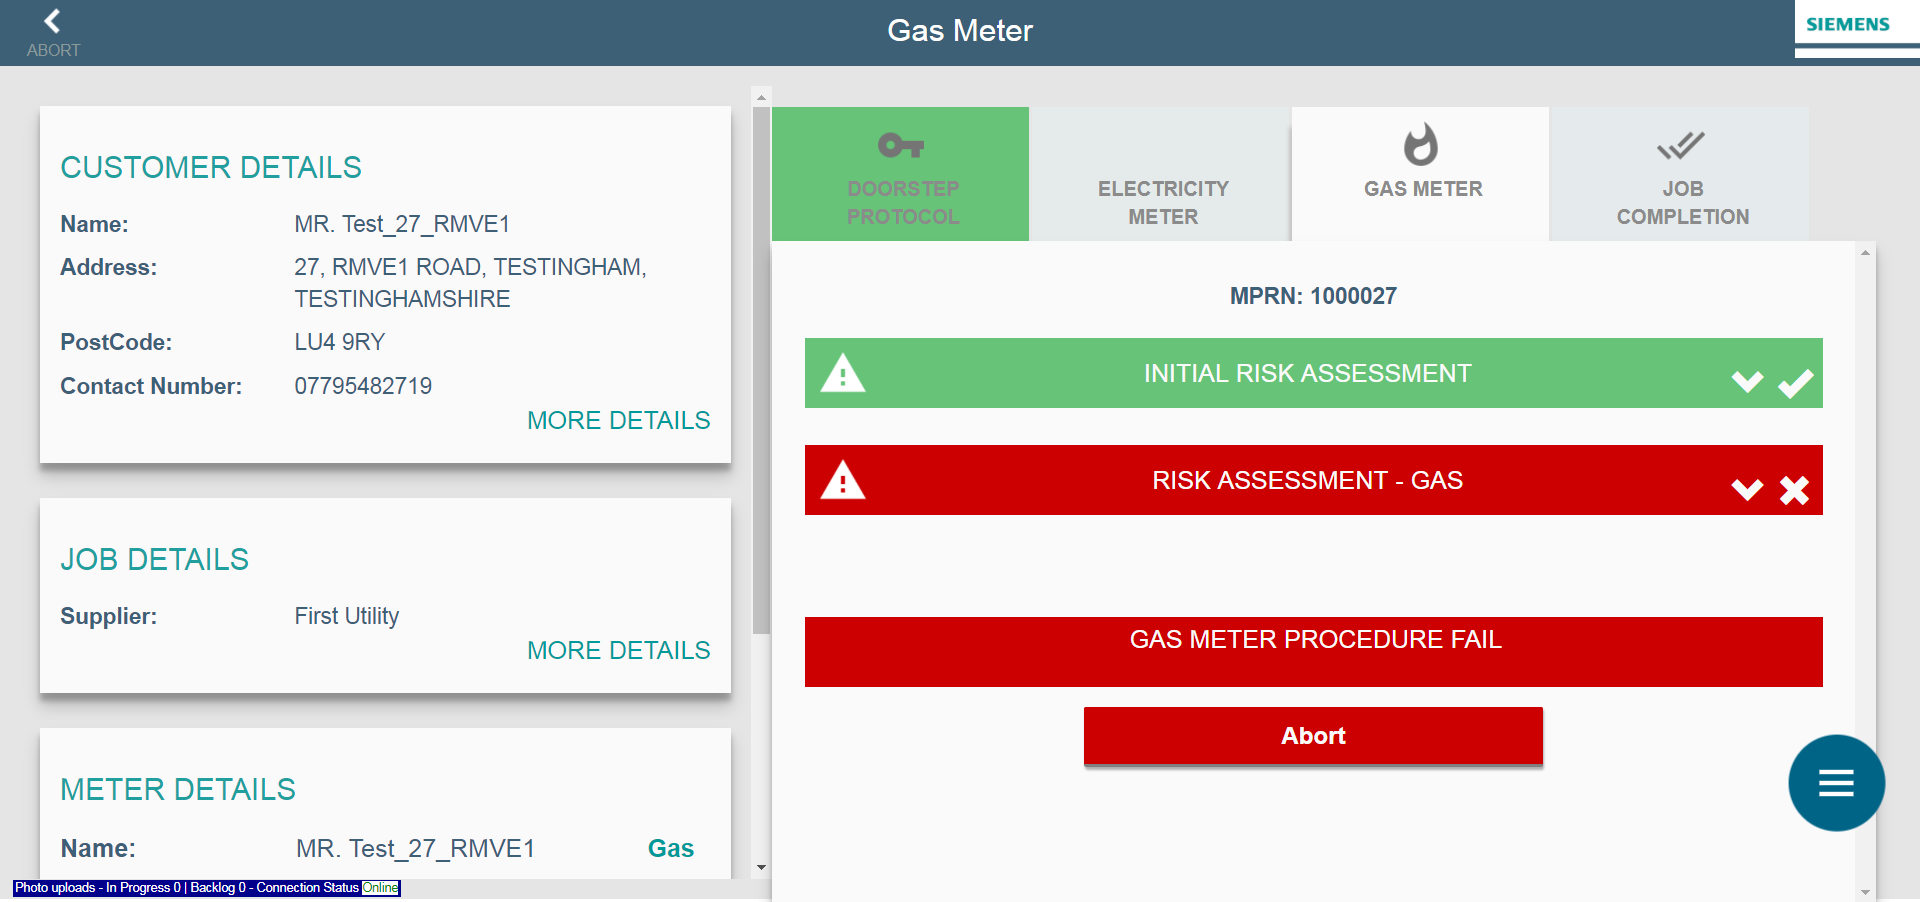 ABORT
Gas Meter
SIEMENS
CUSTOMER DETAILS
Name: MR. Test_27_RMVE1
Address: 27, RMVE1 ROAD, TESTINGHAM,
TESTINGHAMSHIRE
PostCode: LU4 9RY
Contact Number: 07795482719
MORE DETAILS
JOB DETAILS
Supplier: First Utility
MORE DETAILS
METER DETAILS
Name: MR. Test_27_RMVE1 Gas
Photo uploads - In Progress 0 | Backlog 0 - Connection Status Online
DOORSTEP
PROTOCOL
ELECTRICITY
METER
GAS METER
JOB
COMPLETION
MPRN: 1000027
INITIAL RISK ASSESSMENT
RISK ASSESSMENT - GAS
GAS METER PROCEDURE FAIL
Abort